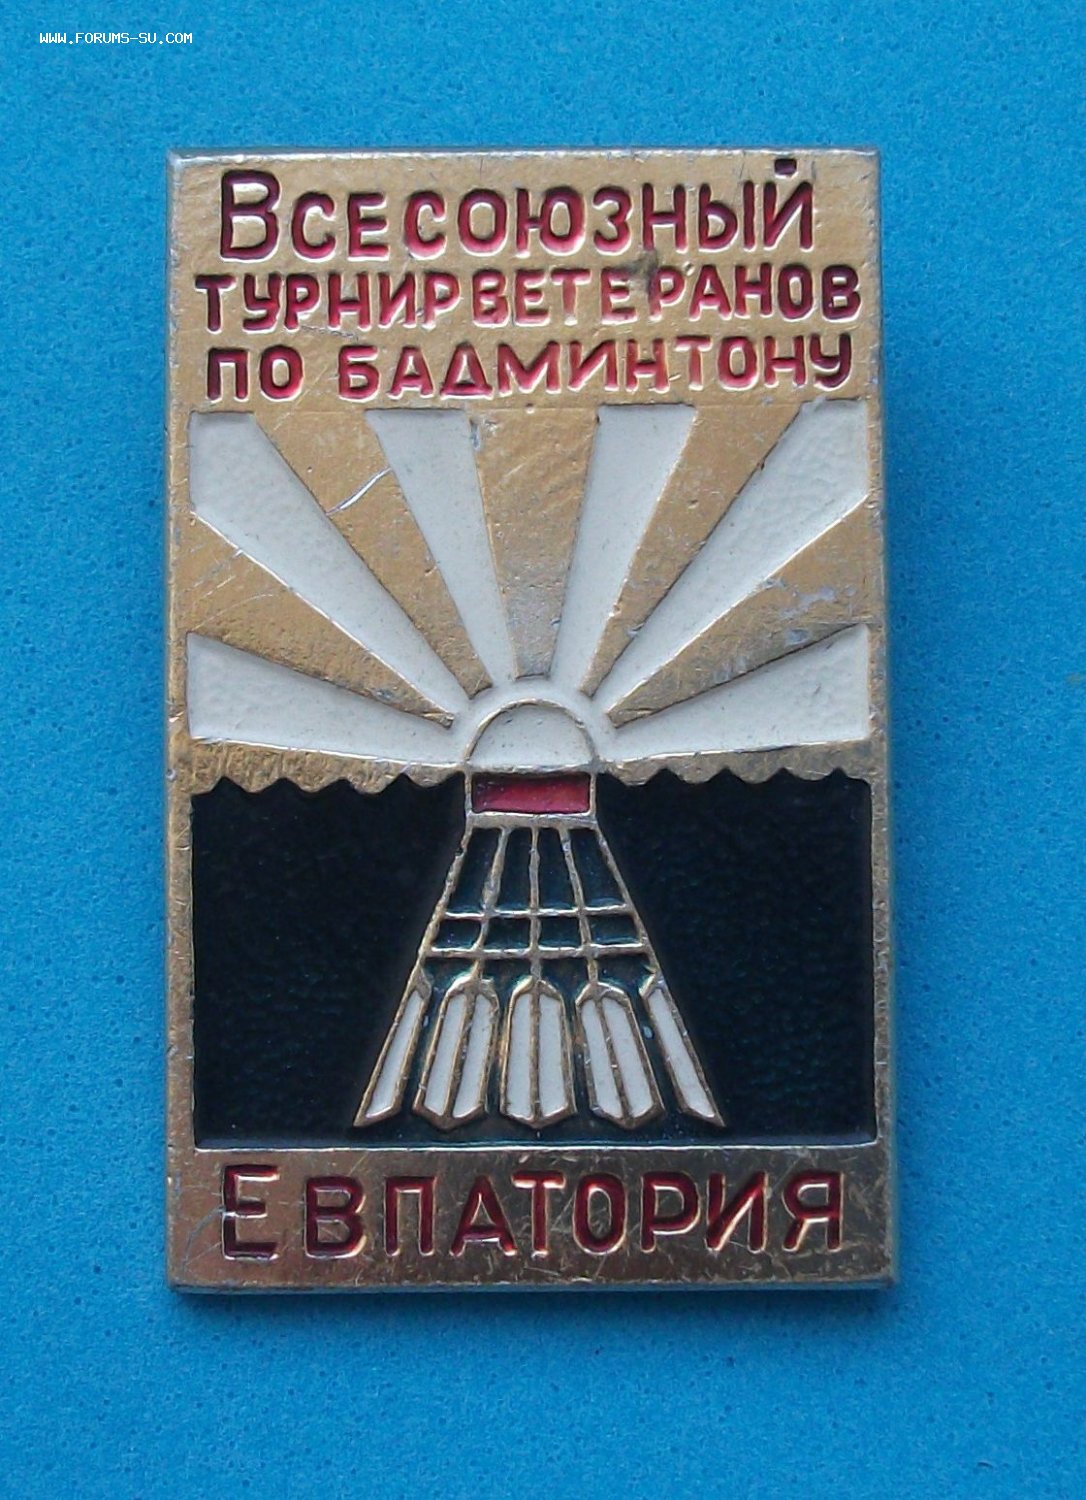 WWW.FORUMS-SU.COM
ВСЕСОЮЗНЫЙ
ТУРНИР ВЕТЕРАНОВ
ПО БАДМИНТОНУ
ЕВПАТОРИЯ